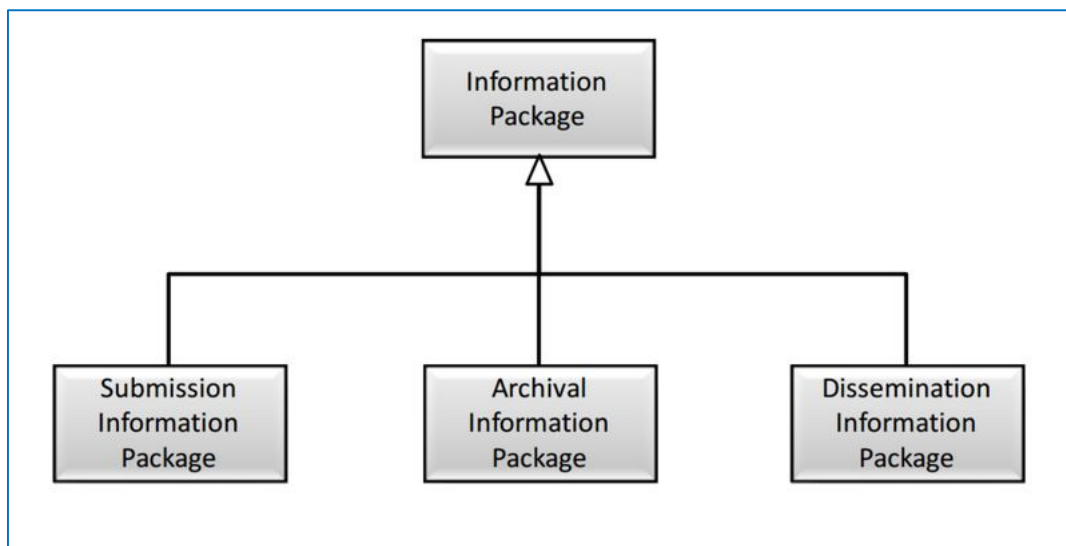 Information
Package
Submission
Information
Package
Archival
Information
Package
Dissemination
Information
Package